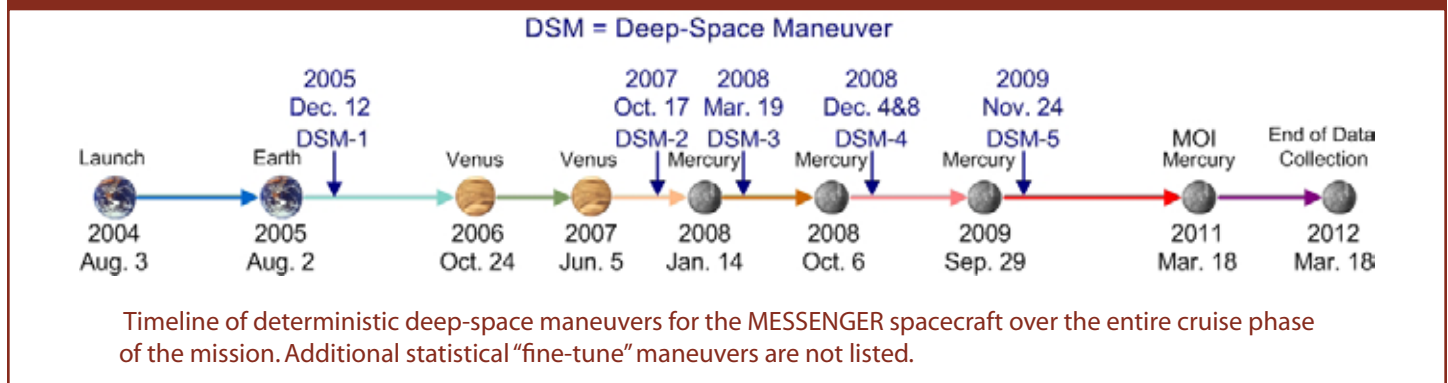 DSM = Deep-Space Maneuver
2005 2007 2008 2008 2009
Dec. 12 Oct. 17 Mar. 19 Dec. 4&8 Nov. 24
DSM-1 DSM-2 DSM-3 DSM-4 DSM-5
Launch Earth Venus Venus Mercury Mercury Mercury MOI Mercury End of Data Collection
2004 2005 2006 2007 2008 2008 2009 2011 2012
Aug. 3 Aug. 2 Oct. 24 Jun. 5 Jan. 14 Oct. 6 Sep. 29 Mar. 18 Mar. 18
Timeline of deterministic deep-space maneuvers for the MESSENGER spacecraft over the entire cruise phase
of the mission. Additional statistical “fine-tune” maneuvers are not listed.